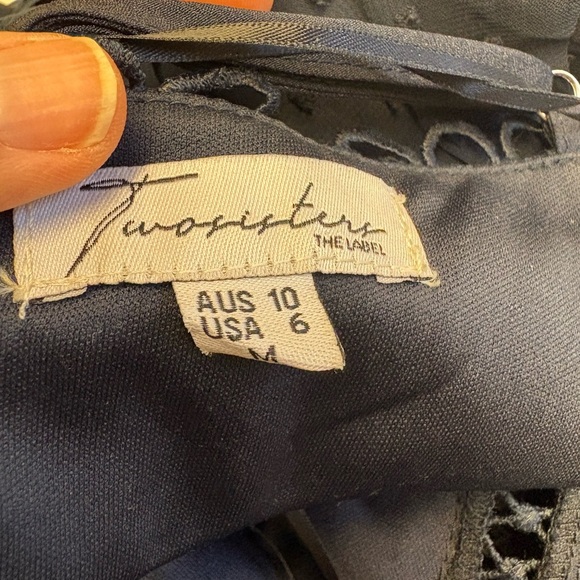 Twosisters
THE LABEL
AUS 10
USA 6
M